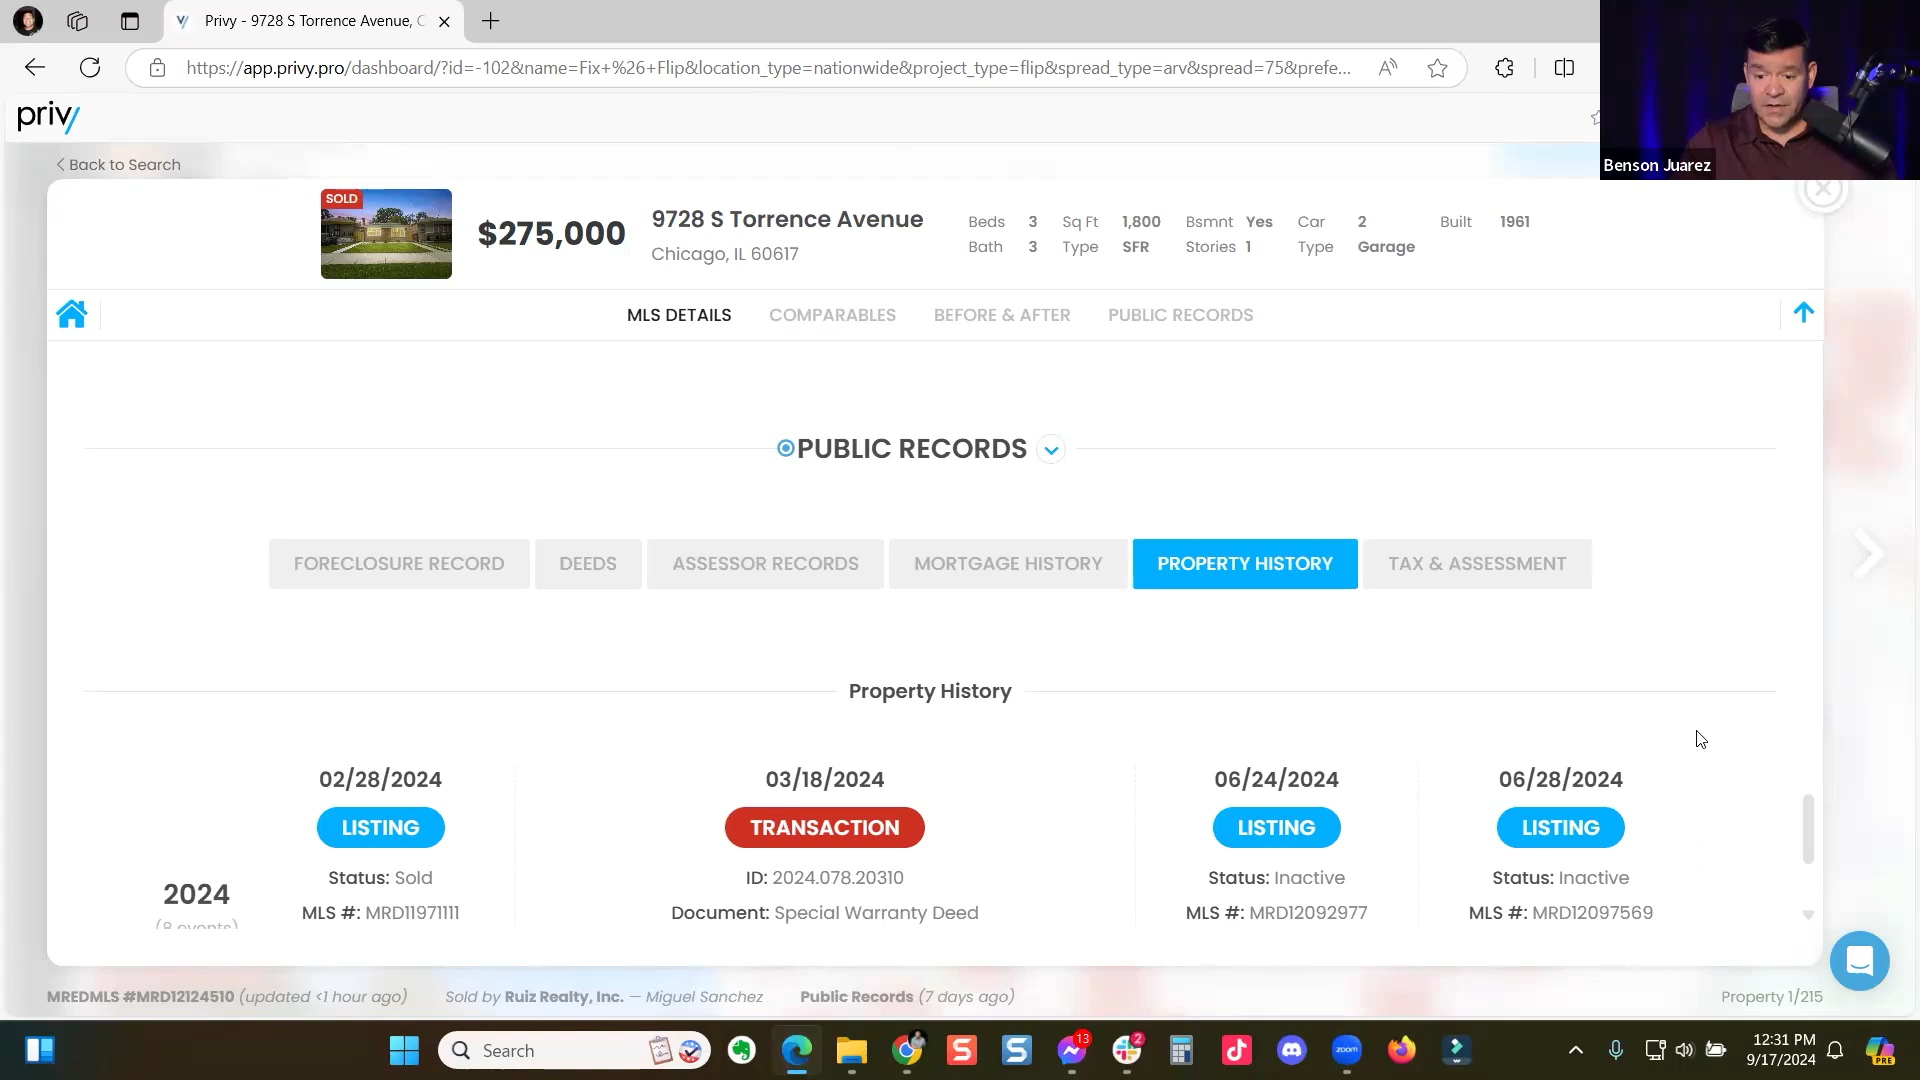 Privy - 9728 S Torrence Avenue, C
https://app.privy.pro/dashboard/?id=-102&name=Fix+%26+Flip&location_type=nationwide&project_type=flip&spread_type=arv&spread=75&prefe...
privy
Benson Juarez
Back to Search
SOLD
$275,000
9728 S Torrence Avenue
Chicago, IL 60617
Beds 3 Sq Ft 1,800 Bsmnt Yes Car 2 Built 1961
Bath 3 Type SFR Stories 1 Type Garage
MLS DETAILS COMPARABLES BEFORE & AFTER PUBLIC RECORDS
PUBLIC RECORDS
FORECLOSURE RECORD DEEDS ASSESSOR RECORDS MORTGAGE HISTORY PROPERTY HISTORY TAX & ASSESSMENT
Property History
02/28/2024 03/18/2024 06/24/2024 06/28/2024
LISTING TRANSACTION LISTING LISTING
Status: Sold ID: 2024.078.20310 Status: Inactive Status: Inactive
2024
MLS #: MRD11971111 Document: Special Warranty Deed MLS #: MRD12092977 MLS #: MRD12097569
(8 events)
MREDMLS #MRD12124510 (updated <1 hour ago) Sold by Ruiz Realty, Inc. — Miguel Sanchez Public Records (7 days ago) Property 1/215
Search
13
2
zoom
12:31 PM
9/17/2024
PRE